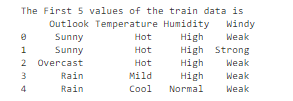 The First 5 values of the train data is
Outlook Temperature Humidity Windy
0 Sunny Hot High Weak
1 Sunny Hot High Strong
2 Overcast Hot High Weak
3 Rain Mild High Weak
4 Rain Cool Normal Weak